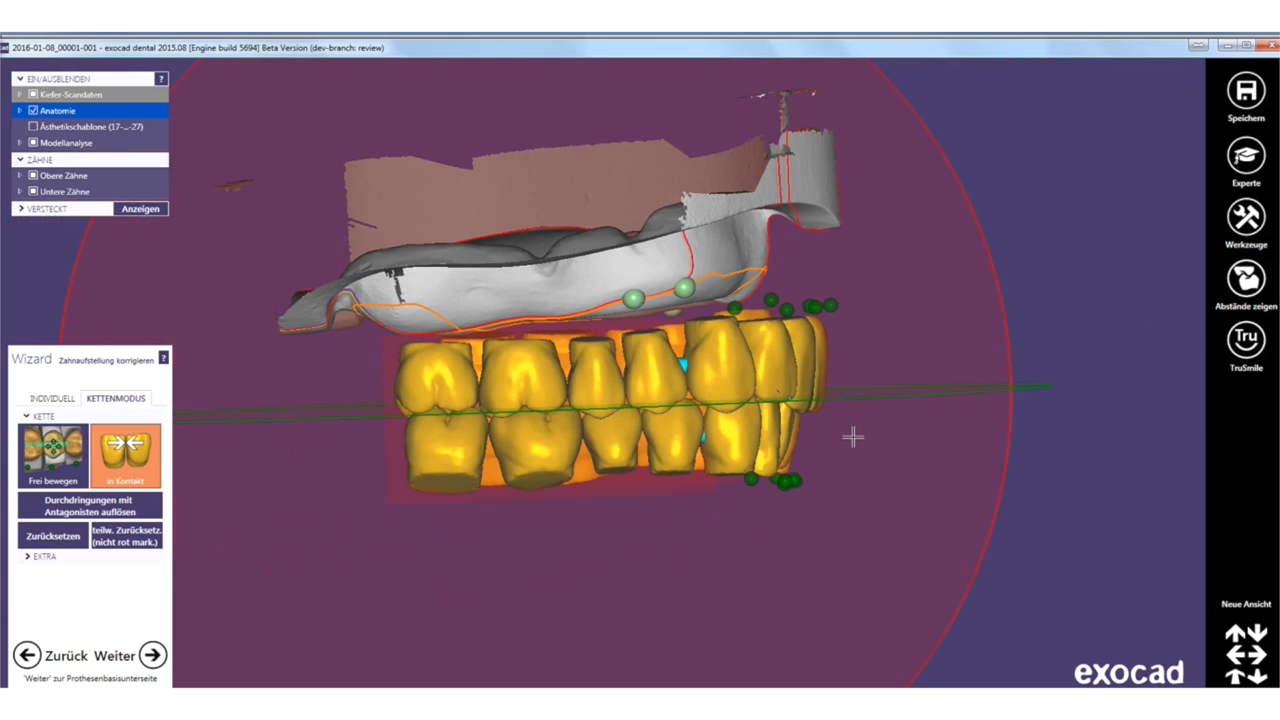 2016-01-08_00001-001 - exocad dental 2015.08 [Engine build 5694] Beta Version (dev-branch: review)
EIN/AUSBLENDEN ?
Kiefer-Scandaten
Anatomie
Ästhetikschablone (17-...-27)
Modellanalyse
ZÄHNE
Obere Zähne
Untere Zähne
VERSTECKT Anzeigen
Speichern
Experte
Werkzeuge
Abstände zeigen
Tru
TruSmile
Wizard Zahnaufstellung korrigieren ?
INDIVIDUELL KETTENMODUS
KETTE
Frei bewegen in Kontakt
Durchdringungen mit
Antagonisten auflösen
Zurücksetzen
teilw. Zurücksetz.
(nicht rot mark.)
EXTRA
Zurück Weiter
'Weiter' zur Prothesenbasisunterseite
Neue Ansicht
exocad